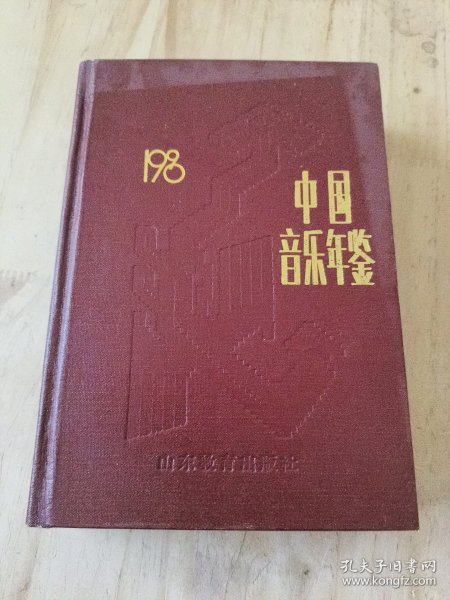 1988
中国
音乐年鉴
山东教育出版社
孔夫子旧书网
www.kongfz.com